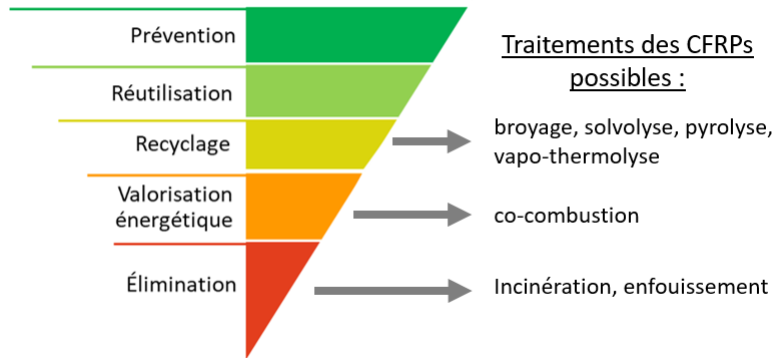 Prévention
Réutilisation
Recyclage
Valorisation
énergétique
Élimination
Traitements des CFRPs
possibles :
broyage, solvolyse, pyrolyse,
vapo-thermolyse
co-combustion
Incinération, enfouissement